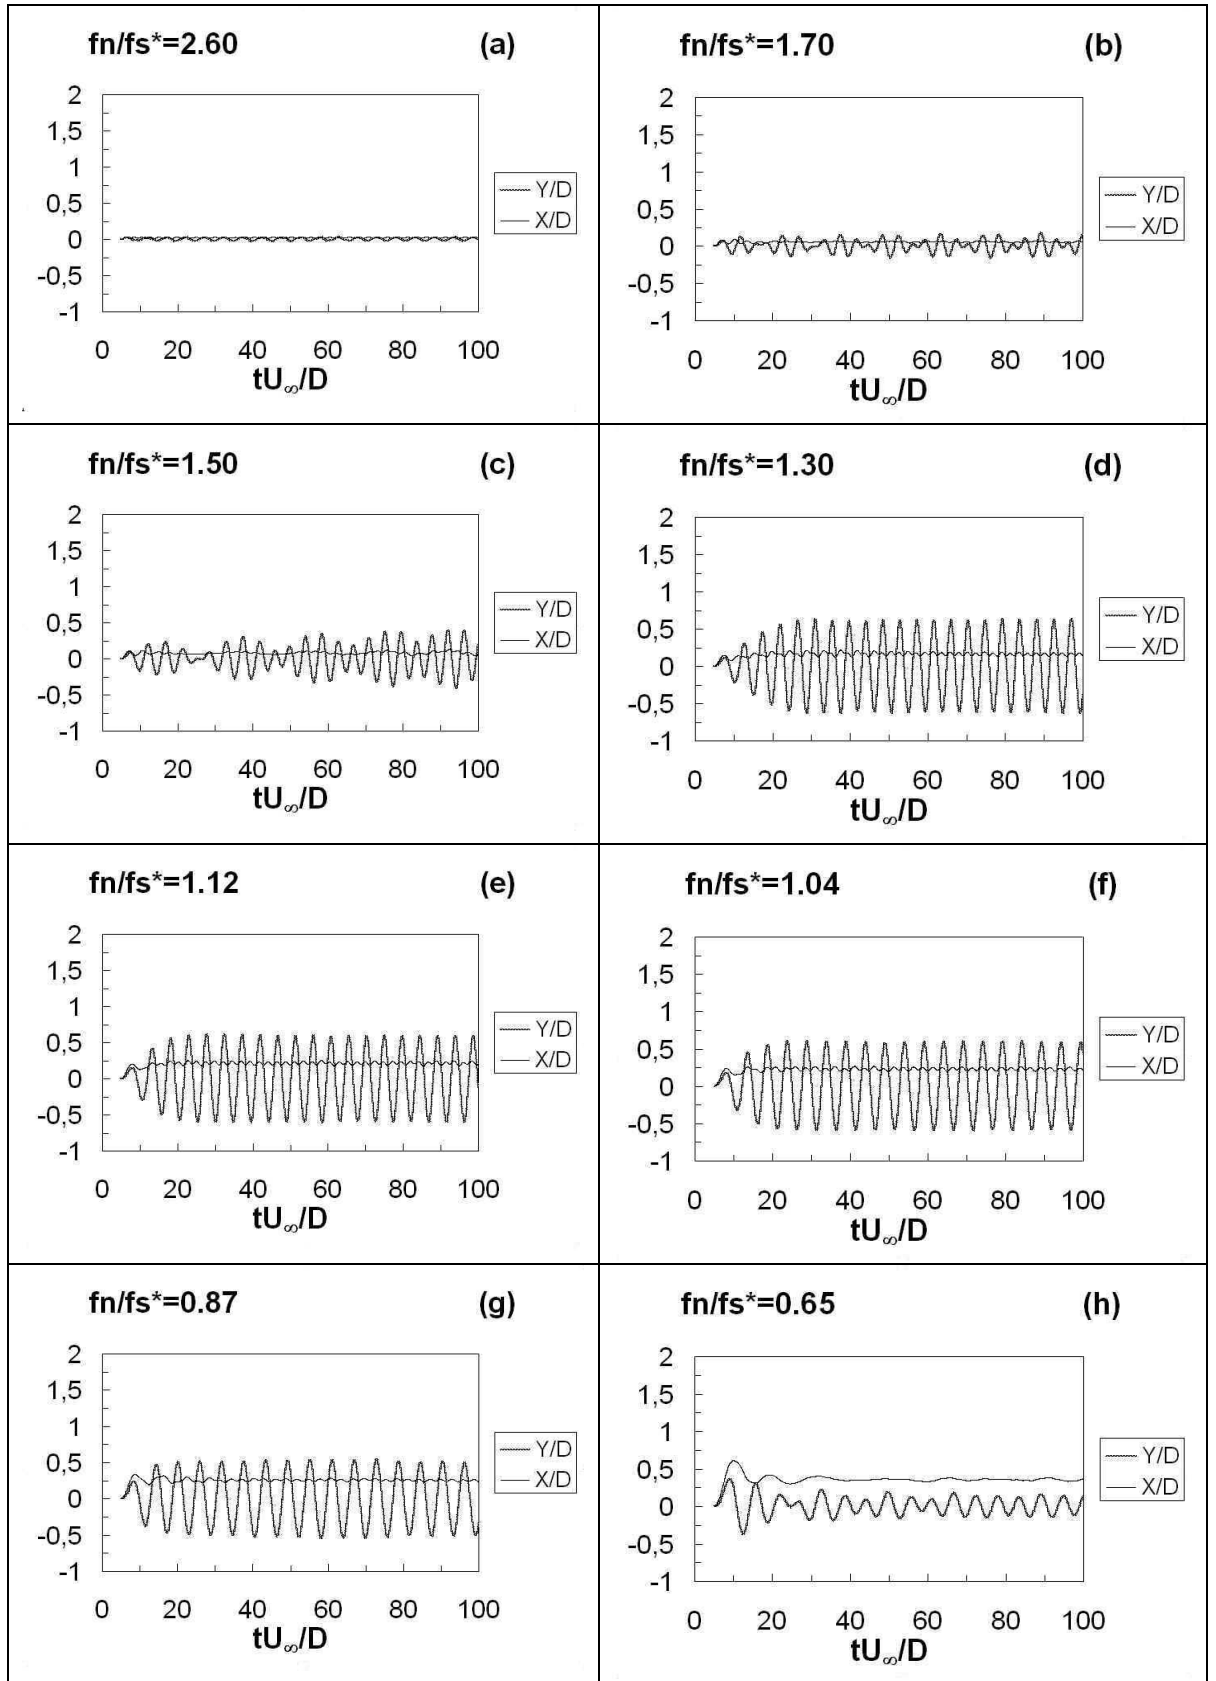 fn/fs*=2.60 (a)
2
1,5
1
0,5
0
-0,5
-1
0 20 40 60 80 100
tU∞/D
Y/D
X/D
fn/fs*=1.70 (b)
2
1,5
1
0,5
0
-0,5
-1
0 20 40 60 80 100
tU∞/D
Y/D
X/D
fn/fs*=1.50 (c)
2
1,5
1
0,5
0
-0,5
-1
0 20 40 60 80 100
tU∞/D
Y/D
X/D
fn/fs*=1.30 (d)
2
1,5
1
0,5
0
-0,5
-1
0 20 40 60 80 100
tU∞/D
Y/D
X/D
fn/fs*=1.12 (e)
2
1,5
1
0,5
0
-0,5
-1
0 20 40 60 80 100
tU∞/D
Y/D
X/D
fn/fs*=1.04 (f)
2
1,5
1
0,5
0
-0,5
-1
0 20 40 60 80 100
tU∞/D
Y/D
X/D
fn/fs*=0.87 (g)
2
1,5
1
0,5
0
-0,5
-1
0 20 40 60 80 100
tU∞/D
Y/D
X/D
fn/fs*=0.65 (h)
2
1,5
1
0,5
0
-0,5
-1
0 20 40 60 80 100
tU∞/D
Y/D
X/D